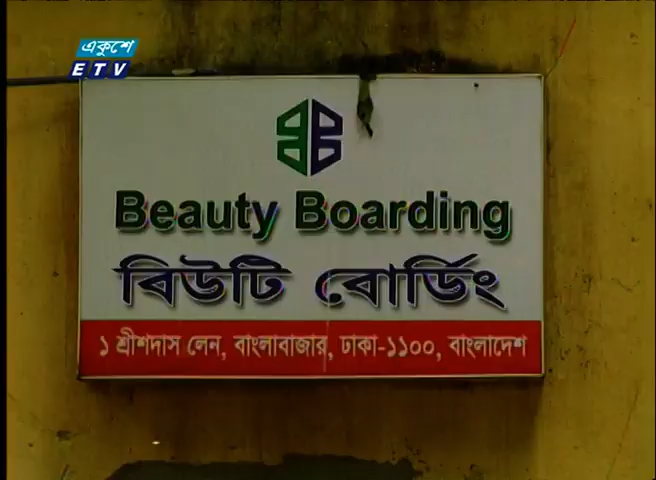 একুশে
ETV
Beauty Boarding
বিউটি বোর্ডিং
১ শ্রীশদাস লেন, বাংলাবাজার, ঢাকা-১১০০, বাংলাদেশ